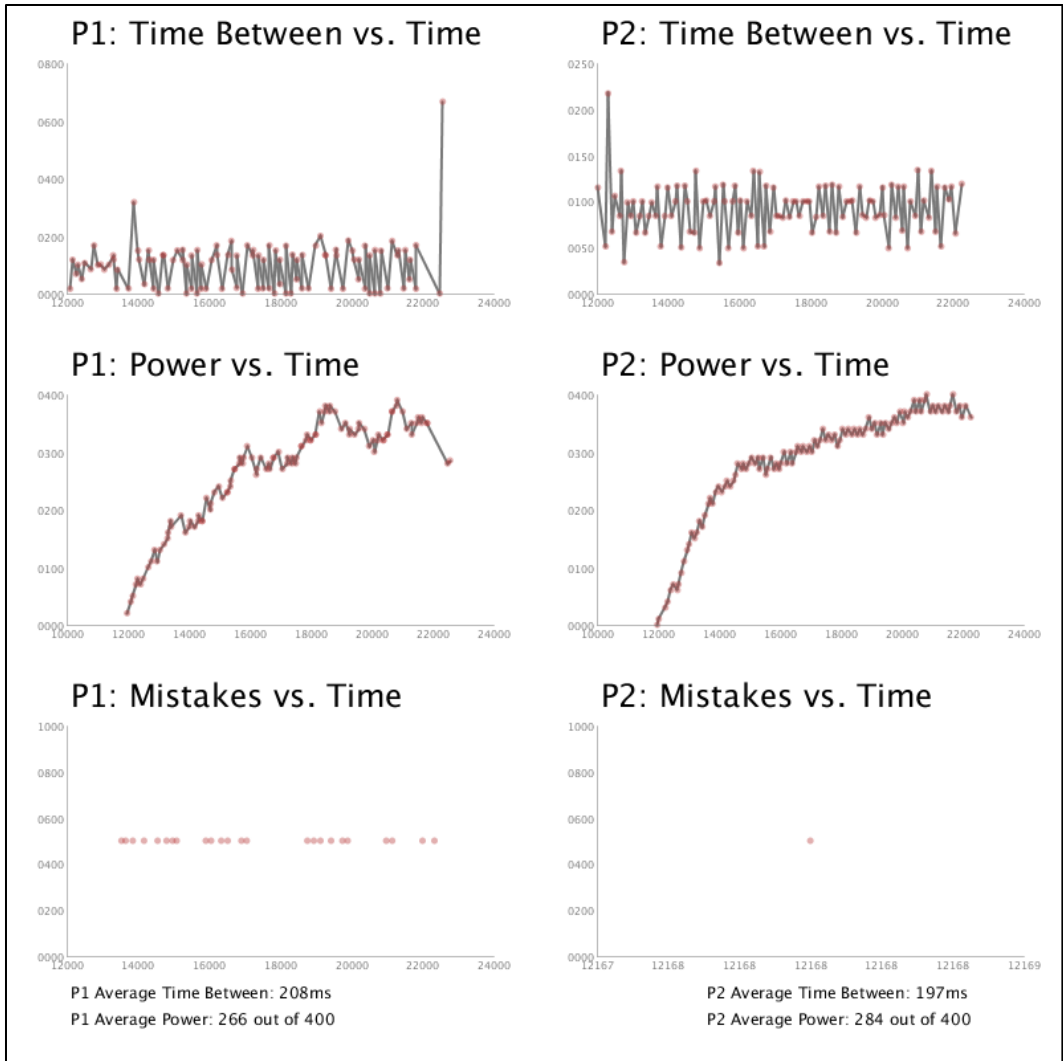 P1: Time Between vs. Time
0800
0600
0400
0200
0000
12000 14000 16000 18000 20000 22000 24000
P2: Time Between vs. Time
0250
0200
0150
0100
0050
0000
12000 14000 16000 18000 20000 22000 24000
P1: Power vs. Time
0400
0300
0200
0100
0000
10000 12000 14000 16000 18000 20000 22000 24000
P2: Power vs. Time
0400
0300
0200
0100
0000
10000 12000 14000 16000 18000 20000 22000 24000
P1: Mistakes vs. Time
1000
0800
0600
0400
0200
0000
12000 14000 16000 18000 20000 22000 24000
P2: Mistakes vs. Time
1000
0800
0600
0400
0200
0000
12167 12168 12168 12168 12168 12168 12169
P1 Average Time Between: 208ms
P1 Average Power: 266 out of 400
P2 Average Time Between: 197ms
P2 Average Power: 284 out of 400